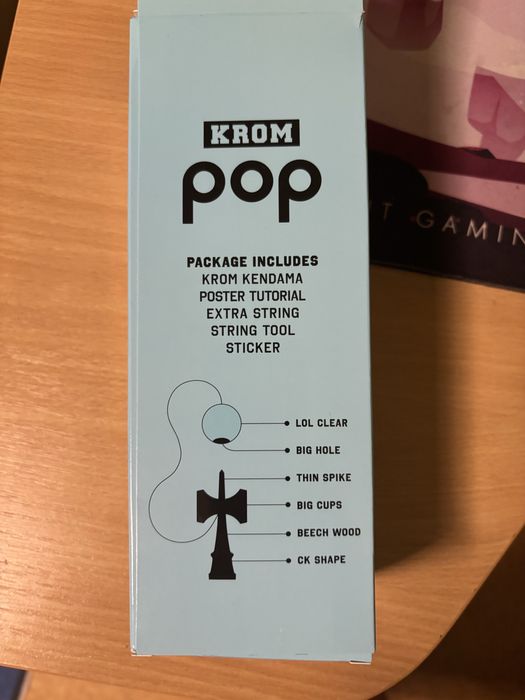 KROM
pop
PACKAGE INCLUDES
KROM KENDAMA
POSTER TUTORIAL
EXTRA STRING
STRING TOOL
STICKER
LOL CLEAR
BIG HOLE
THIN SPIKE
BIG CUPS
BEECH WOOD
CK SHAPE